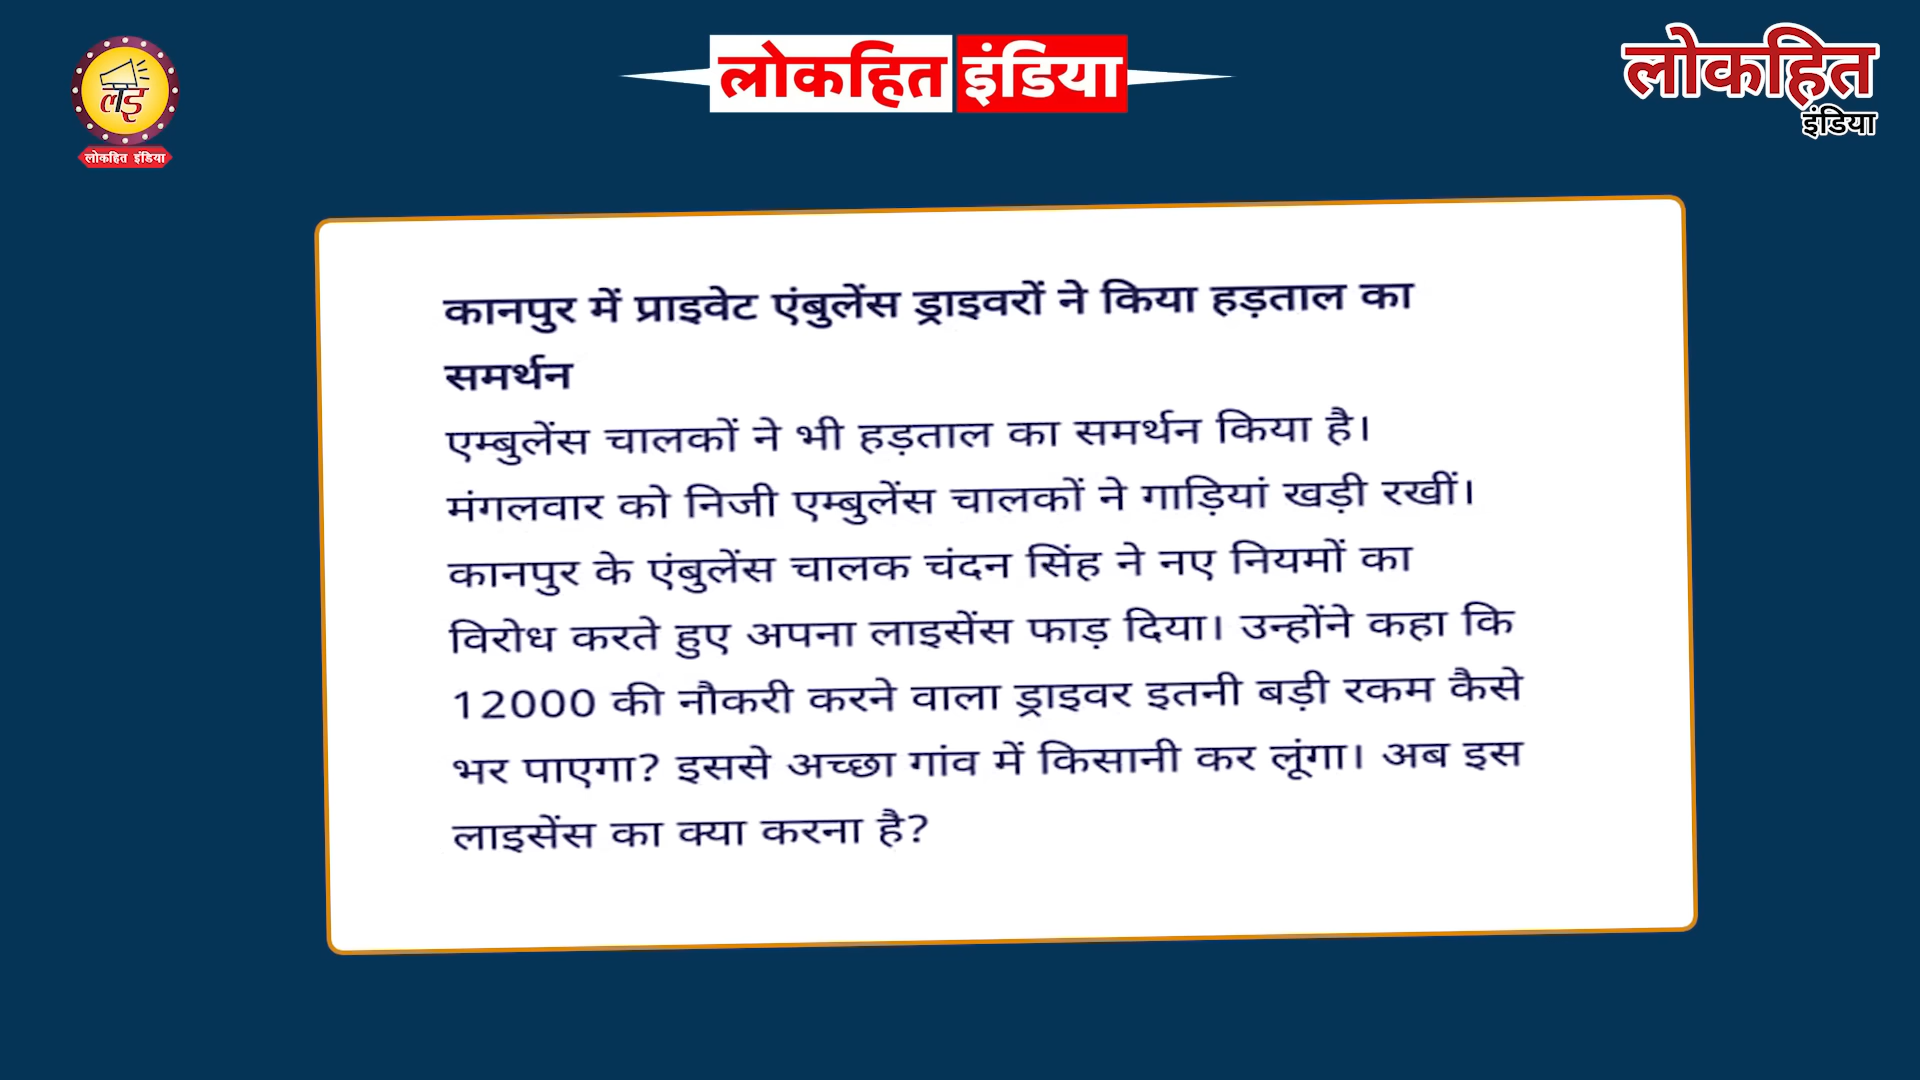 लोकहित इंडिया
लोकहित
इंडिया
लइ
लोकहित इंडिया
कानपुर में प्राइवेट एंबुलेंस ड्राइवरों ने किया हड़ताल का
समर्थन
एम्बुलेंस चालकों ने भी हड़ताल का समर्थन किया है।
मंगलवार को निजी एम्बुलेंस चालकों ने गाड़ियां खड़ी रखीं।
कानपुर के एंबुलेंस चालक चंदन सिंह ने नए नियमों का
विरोध करते हुए अपना लाइसेंस फाड़ दिया। उन्होंने कहा कि
12000 की नौकरी करने वाला ड्राइवर इतनी बड़ी रकम कैसे
भर पाएगा? इससे अच्छा गांव में किसानी कर लूंगा। अब इस
लाइसेंस का क्या करना है?